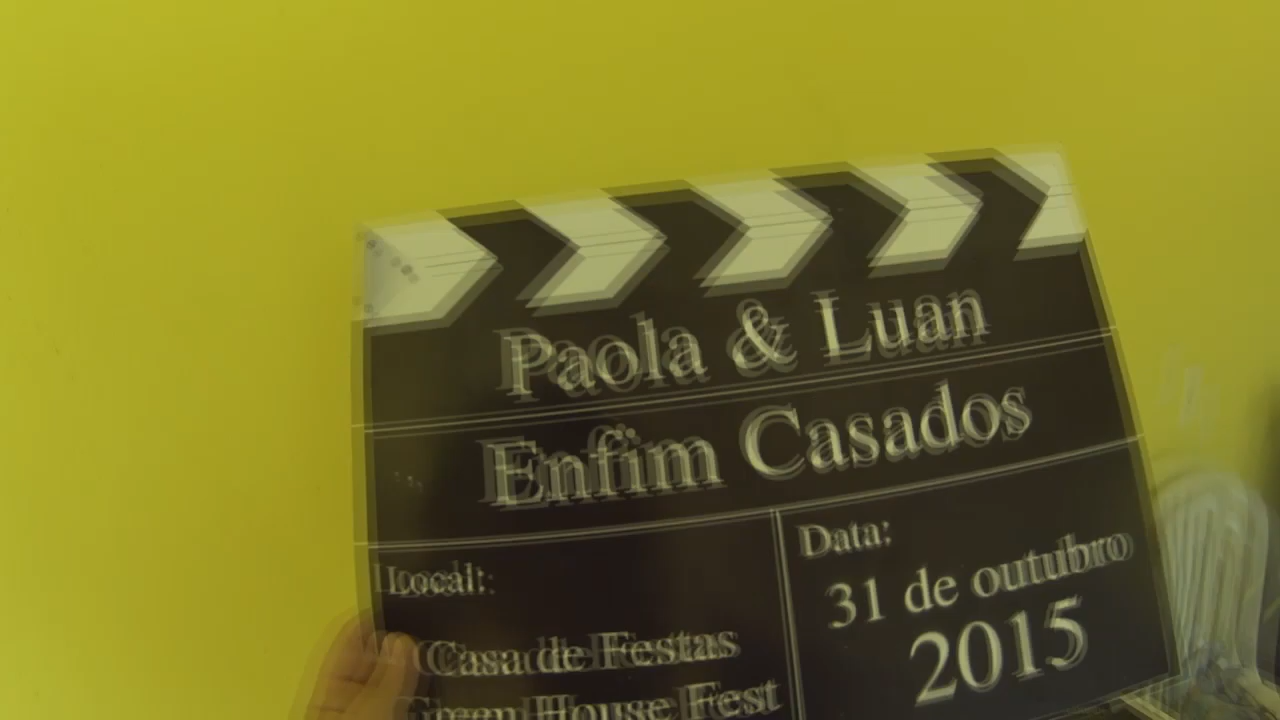 Paola & Luan
Enfim Casados
Local:
Casa de Festas
Green House Fest
Data:
31 de outubro
2015